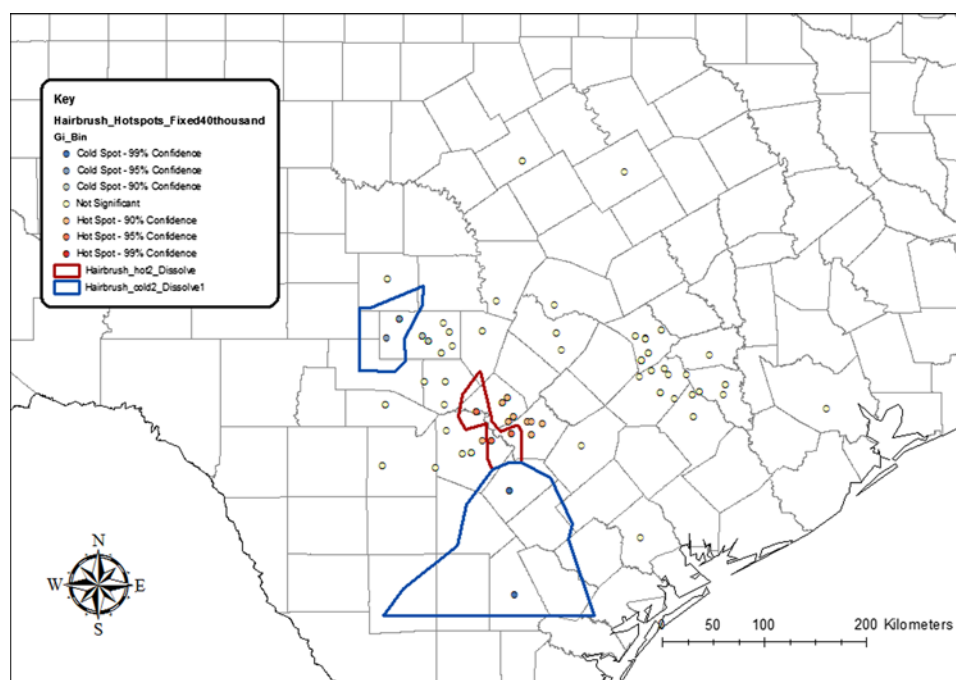 Key
Hairbrush_Hotspots_Fixed40thousand
Gi_Bin
Cold Spot - 99% Confidence
Cold Spot - 95% Confidence
Cold Spot - 90% Confidence
Not Significant
Hot Spot - 90% Confidence
Hot Spot - 95% Confidence
Hot Spot - 99% Confidence
Hairbrush_hot2_Dissolve
Hairbrush_cold2_Dissolve1
N
W E
S
0 50 100 200 Kilometers